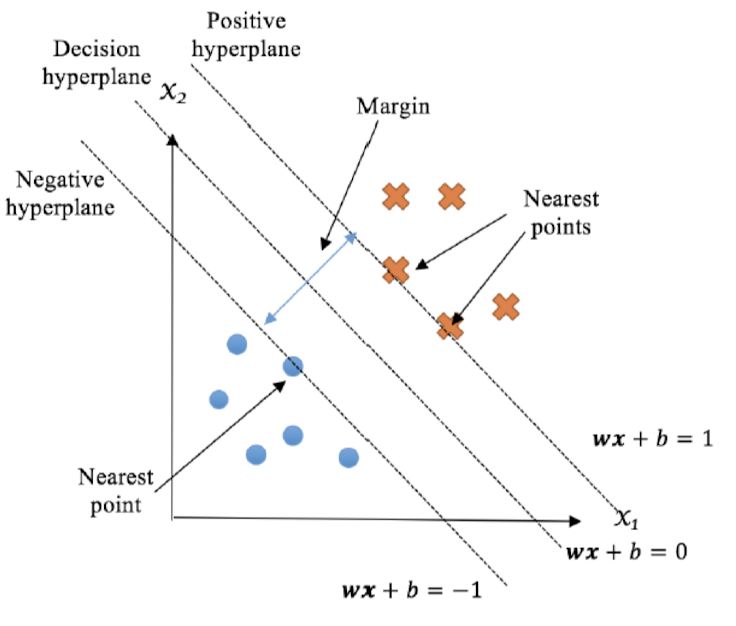 Positive
hyperplane
Decision
hyperplane
X₂
Margin
Negative
hyperplane
Nearest
points
wx + b = 1
Nearest
point
X₁
wx + b = 0
wx + b = −1